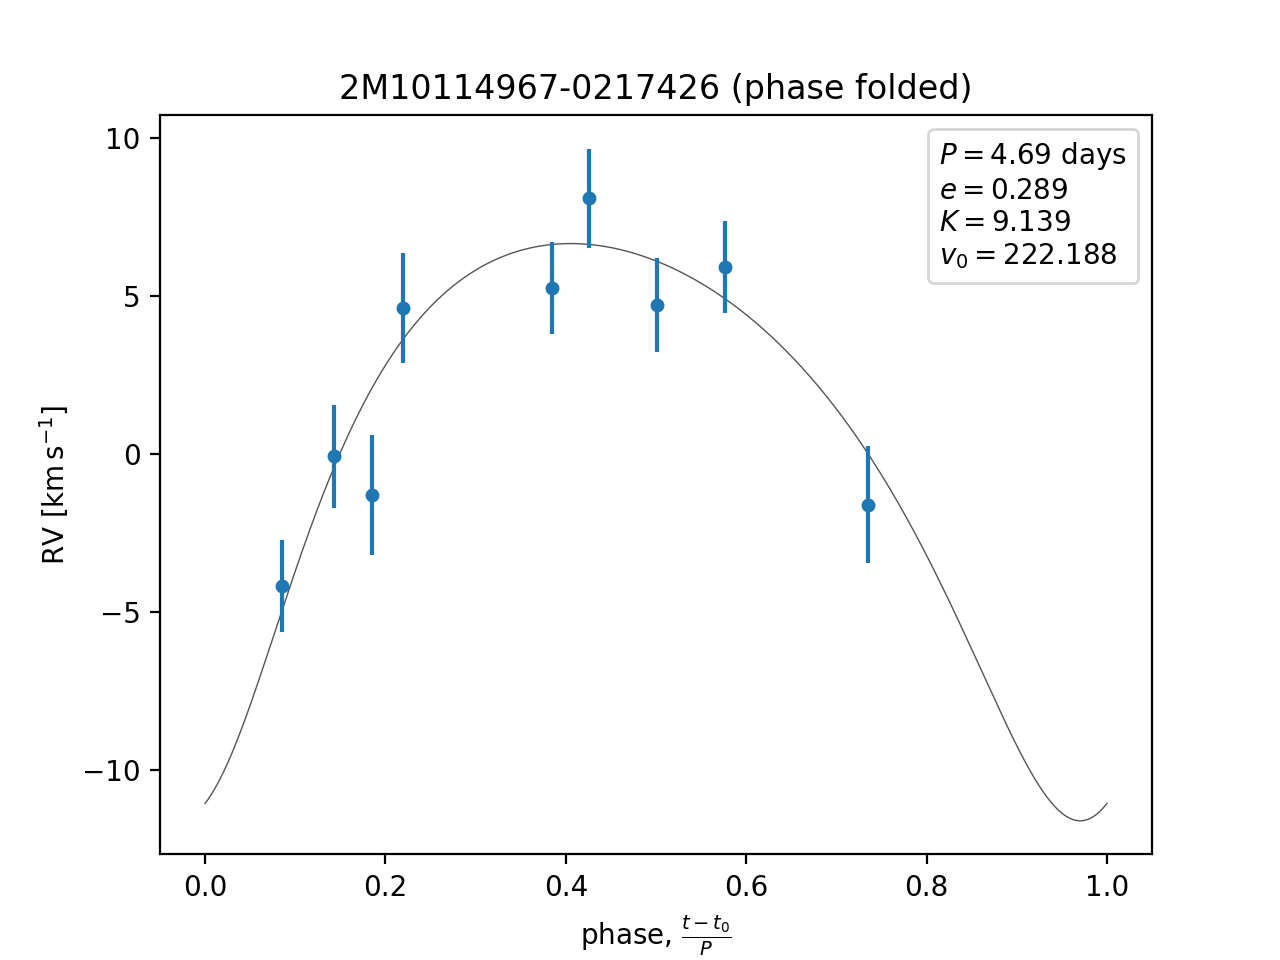 2M10114967-0217426 (phase folded)
P = 4.69 days
e = 0.289
K = 9.139
v₀ = 222.188
RV [km s⁻¹]
10
5
0
−5
−10
0.0 0.2 0.4 0.6 0.8 1.0
phase, (t − t₀)/P